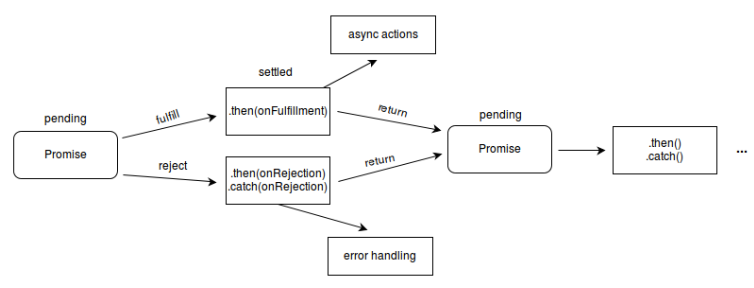 async actions
settled
pending
fulfill
.then(onFulfillment)
return
pending
Promise
Promise
.then()
.catch()
...
reject
.then(onRejection)
.catch(onRejection)
return
error handling